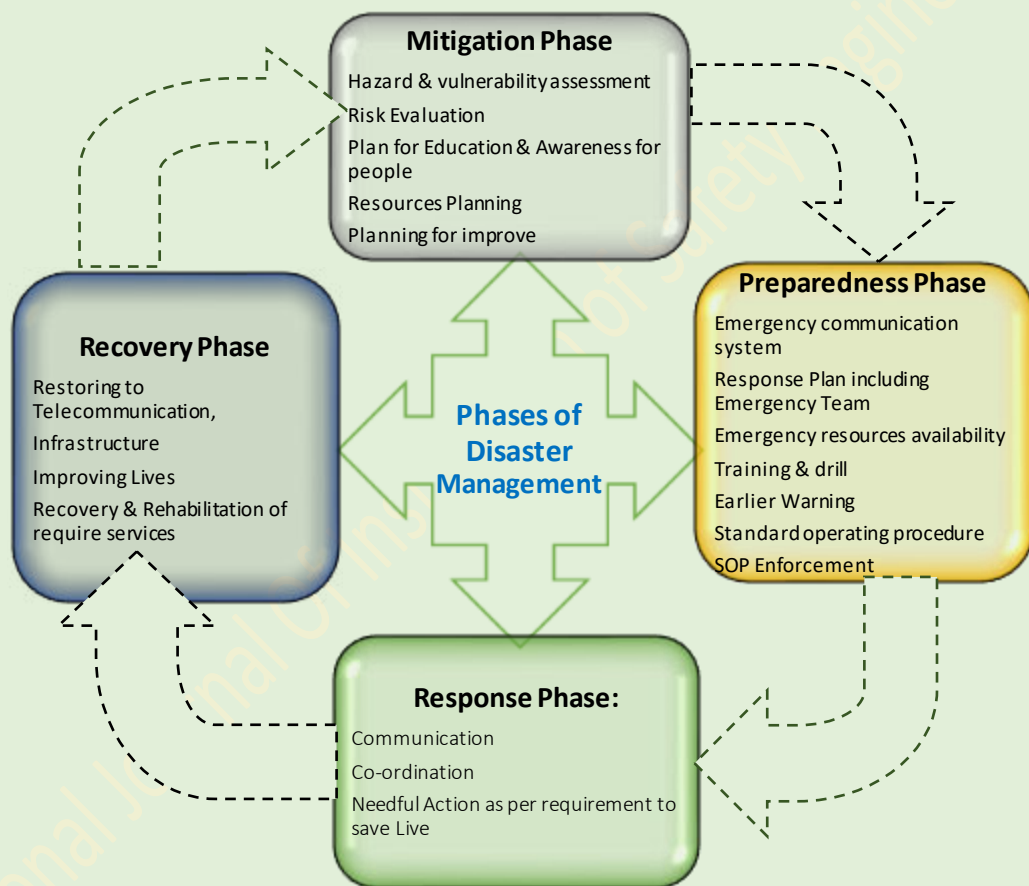 Mitigation Phase
Hazard & vulnerability assessment
Risk Evaluation
Plan for Education & Awareness for
people
Resources Planning
Planning for improve
Preparedness Phase
Emergency communication
system
Response Plan including
Emergency Team
Emergency resources availability
Training & drill
Earlier Warning
Standard operating procedure
SOP Enforcement
Recovery Phase
Restoring to
Telecommunication,
Infrastructure
Improving Lives
Recovery & Rehabilitation of
require services
Phases of
Disaster
Management
Response Phase:
Communication
Co-ordination
Needful Action as per requirement to
save Live